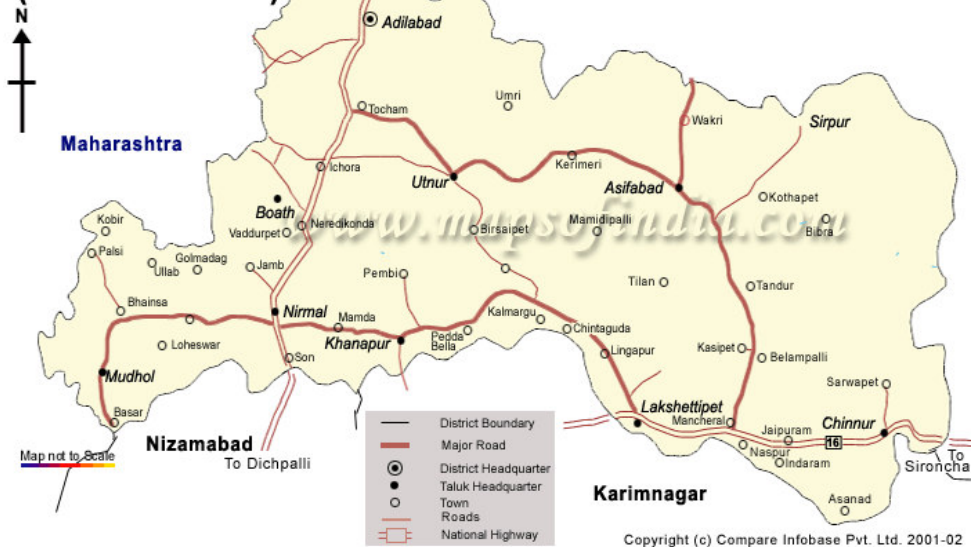 N
Adilabad
Tocham
Umri
Wakri
Sirpur
Maharashtra
Ichora
Kerimeri
Utnur
Asifabad
Boath
Kothapet
Kobir
Vaddurpet
Neredikonda
Birsaipet
Mamidipalli
Bibra
www.mapsofindia.com
Palsi
Golmadag
Ullab
Jamb
Pembi
Tilan
Tandur
Bhainsa
Nirmal
Mamda
Kalmargu
Chintaguda
Loheswar
Khanapur
Pedda
Bella
Son
Lingapur
Kasipet
Belampalli
Mudhol
Sarwapet
Basar
Lakshettipet
Mancheral
Jaipuram
Chinnur
16
Nizamabad
Map not to Scale
To Dichpalli
Naspur
Indaram
To
Sironcha
Karimnagar
Asanad
District Boundary
Major Road
District Headquarter
Taluk Headquarter
Town
Roads
National Highway
Copyright (c) Compare Infobase Pvt. Ltd. 2001-02